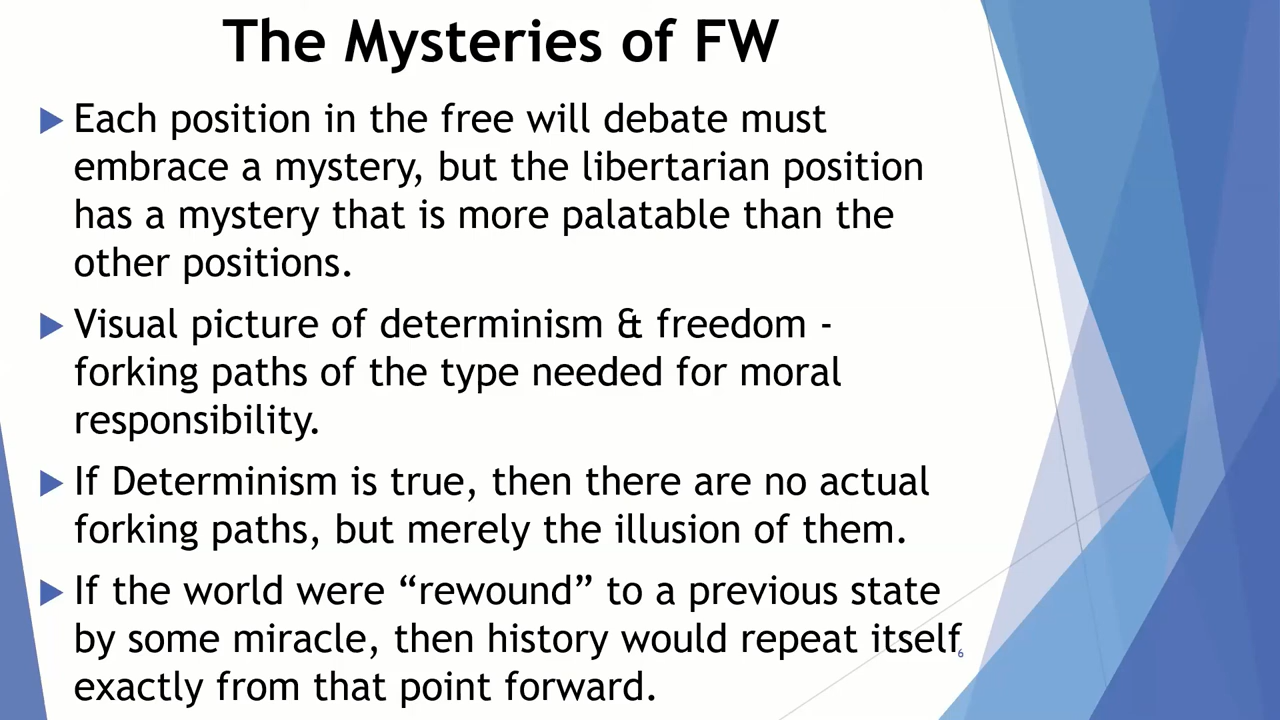 The Mysteries of FW
Each position in the free will debate must
embrace a mystery, but the libertarian position
has a mystery that is more palatable than the
other positions.
Visual picture of determinism & freedom -
forking paths of the type needed for moral
responsibility.
If Determinism is true, then there are no actual
forking paths, but merely the illusion of them.
If the world were “rewound” to a previous state
by some miracle, then history would repeat itself
exactly from that point forward.
6